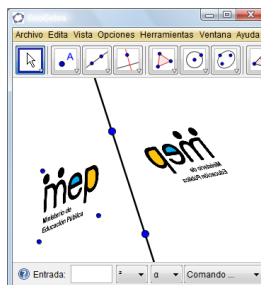 GeoGebra
Archivo Edita Vista Opciones Herramientas Ventana Ayuda
A
mep
Ministerio de
Educación Pública
mep
Ministerio de
Educación Pública
Entrada:
² α Comando ...